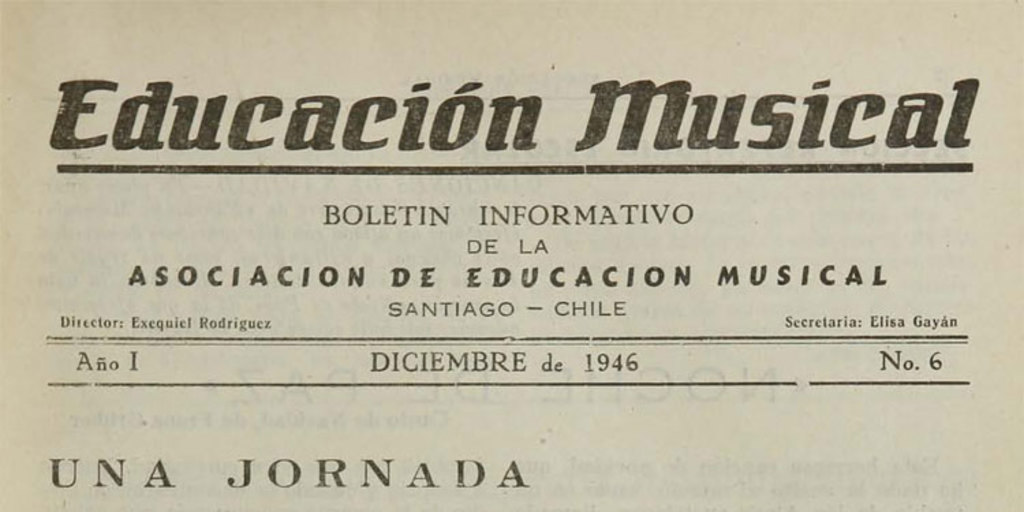 Educación Musical
BOLETIN INFORMATIVO
DE LA
ASOCIACION DE EDUCACION MUSICAL
SANTIAGO — CHILE
Director: Exequiel Rodríguez
Secretaria: Elisa Gayán
Año I DICIEMBRE de 1946 No. 6
UNA JORNADA